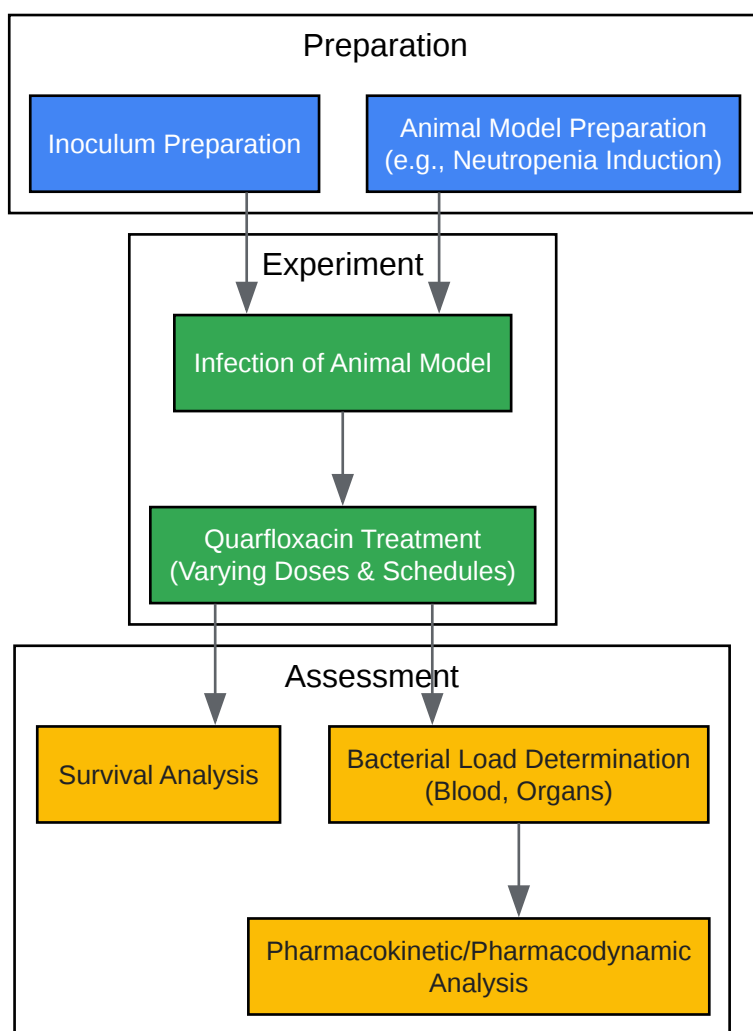 Preparation
Inoculum Preparation
Animal Model Preparation
(e.g., Neutropenia Induction)
Experiment
Infection of Animal Model
Quarfloxacin Treatment
(Varying Doses & Schedules)
Assessment
Survival Analysis
Bacterial Load Determination
(Blood, Organs)
Pharmacokinetic/Pharmacodynamic
Analysis